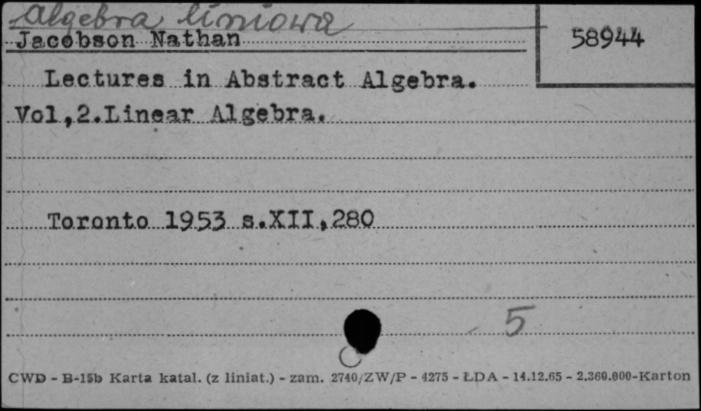 Algebra liniowa
Jacobson Nathan
58944
Lectures in Abstract Algebra.
Vol,2.Linear Algebra.
Toronto 1953 s.XII,280
5
CWD - B-15b Karta katal. (z liniat.) - zam. 2740/ZW/P - 4275 - ŁDA - 14.12.65 - 2.360.000-Karton